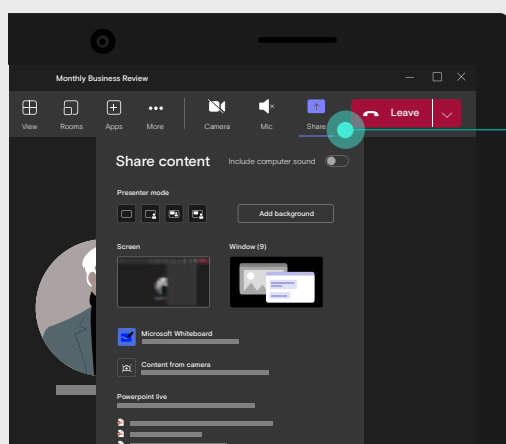 Monthly Business Review
View Rooms Apps More Camera Mic Share Leave
Share content Include computer sound
Presenter mode
Add background
Screen Window (9)
Microsoft Whiteboard
Content from camera
Powerpoint live